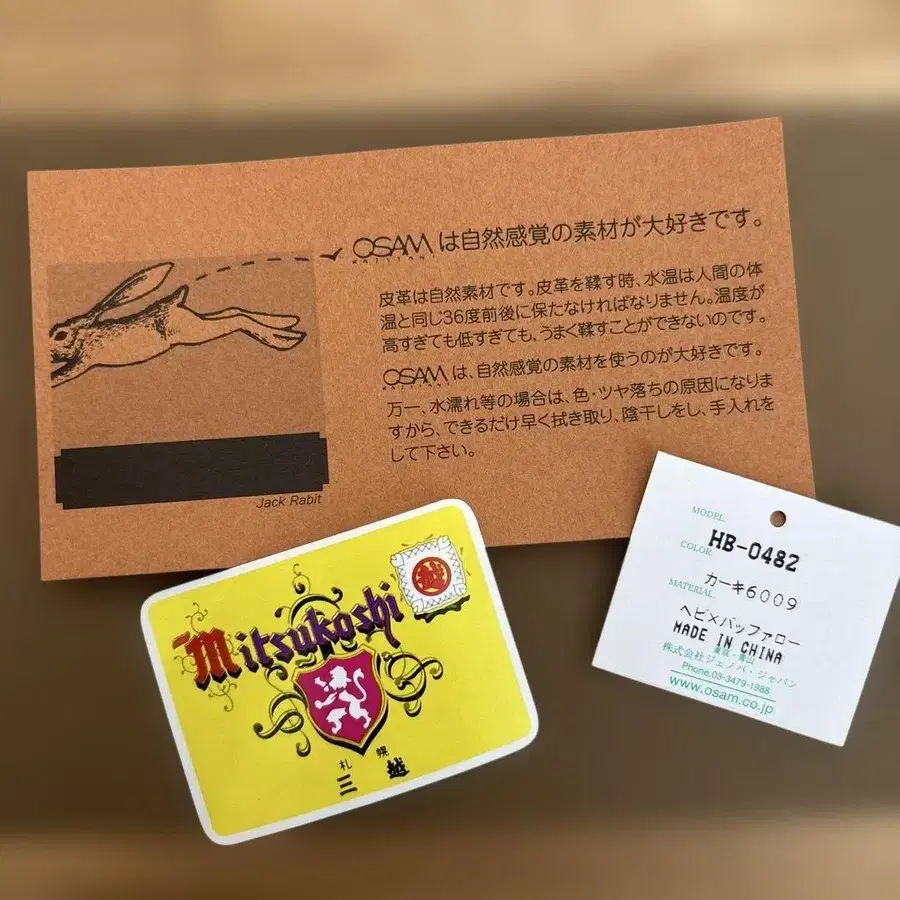 OSAM は自然感覚の素材が大好きです。
皮革は自然素材です。皮革を鞣す時、水温は人間の体
温と同じ36度前後に保たなければなりません。温度が
高すぎても低すぎても、うまく鞣すことができないのです。
OSAM は、自然感覚の素材を使うのが大好きです。
万一、水濡れ等の場合は、色・ツヤ落ちの原因になりま
すから、できるだけ早く拭き取り、陰干しをし、手入れを
して下さい。
Jack Rabit
Mitsukoshi
越
札幌
三越
MODEL.
HB-0482
COLOR.
カーキ6009
MATERIAL.
ヘビ×バッファロー
MADE IN CHINA
東京・青山
株式会社ジェノバ・ジャパン
Phone.03-3479-1988
www.osam.co.jp